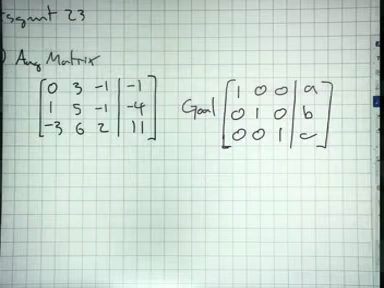 23
) Aug Matrix
0 3 -1 | -1
1 5 -1 | -4
-3 6 2 | 11
Goal
1 0 0 | a
0 1 0 | b
0 0 1 | c